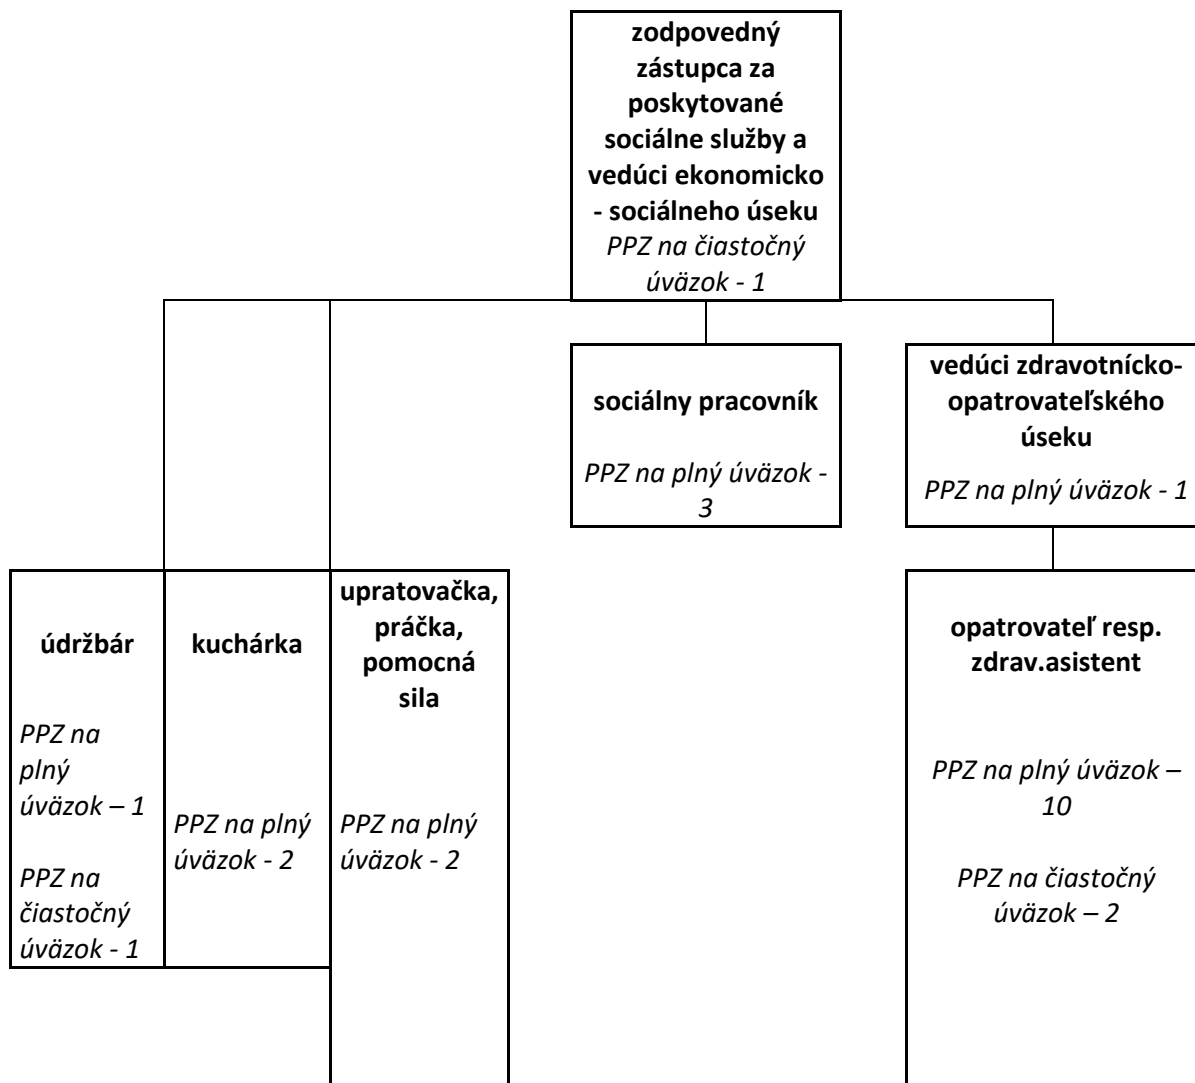 zodpovedný
zástupca za
poskytované
sociálne služby a
vedúci ekonomicko
- sociálneho úseku
PPZ na čiastočný
úväzok - 1
sociálny pracovník
PPZ na plný úväzok -
3
vedúci zdravotnícko-
opatrovateľského
úseku
PPZ na plný úväzok - 1
údržbár
PPZ na
plný
úväzok – 1
PPZ na
čiastočný
úväzok - 1
kuchárka
PPZ na plný
úväzok - 2
upratovačka,
práčka,
pomocná
sila
PPZ na plný
úväzok - 2
opatrovateľ resp.
zdrav.asistent
PPZ na plný úväzok –
10
PPZ na čiastočný
úväzok – 2